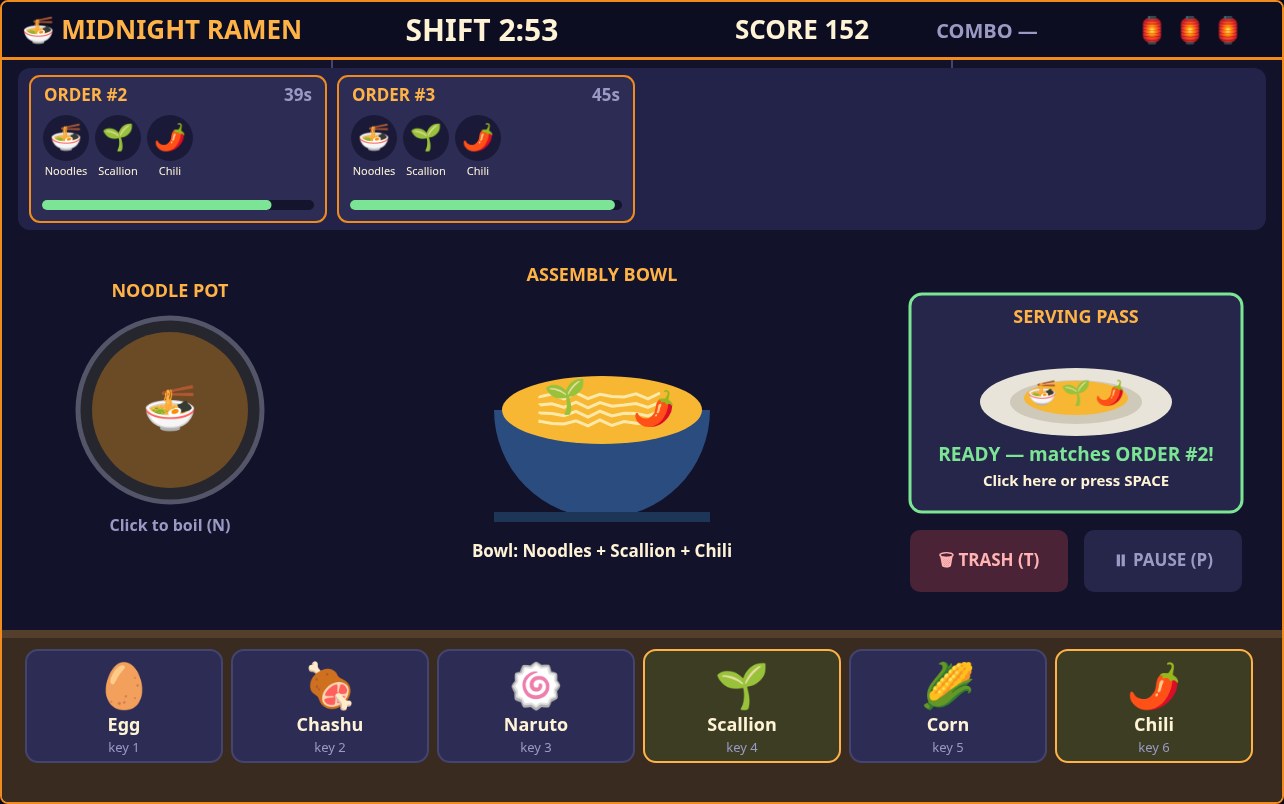 MIDNIGHT RAMEN
SHIFT 2:53
SCORE 152
COMBO —
ORDER #2
39s
Noodles
Scallion
Chili
ORDER #3
45s
Noodles
Scallion
Chili
NOODLE POT
Click to boil (N)
ASSEMBLY BOWL
Bowl: Noodles + Scallion + Chili
SERVING PASS
READY — matches ORDER #2!
Click here or press SPACE
TRASH (T)
PAUSE (P)
Egg
key 1
Chashu
key 2
Naruto
key 3
Scallion
key 4
Corn
key 5
Chili
key 6